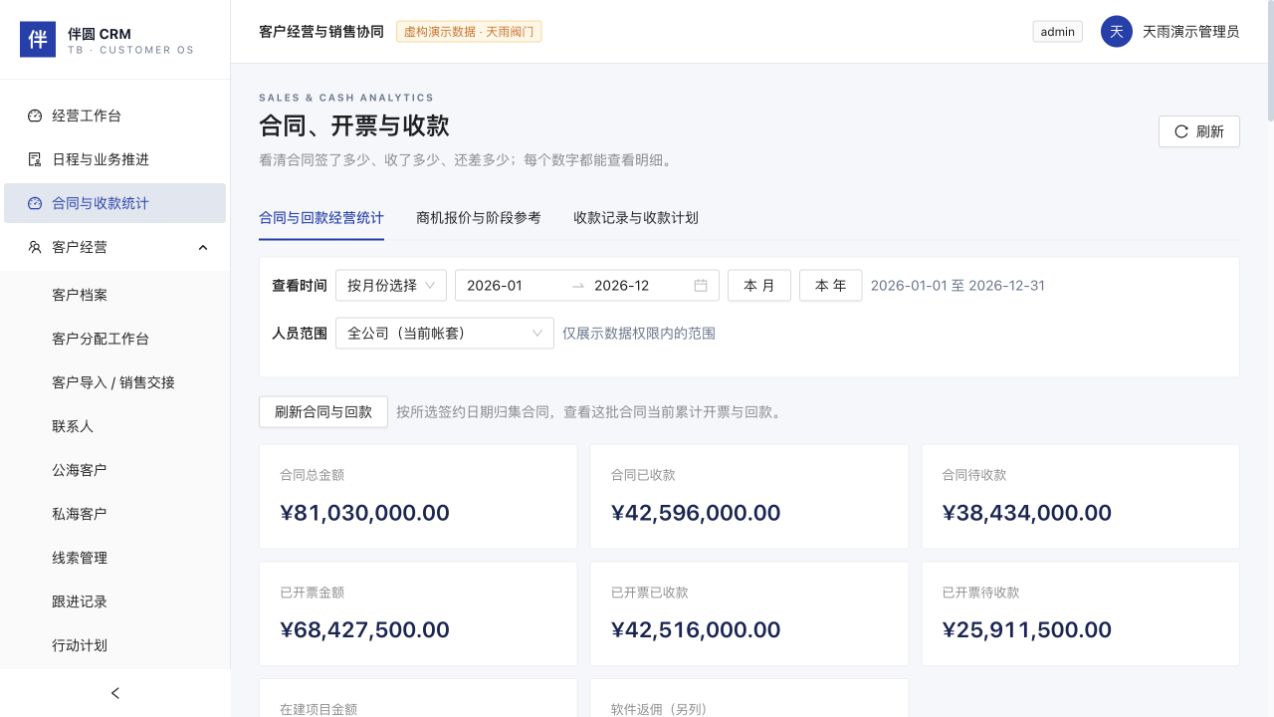 伴
伴圆 CRM
TB · CUSTOMER OS
经营工作台
日程与业务推进
合同与收款统计
客户经营
客户档案
客户分配工作台
客户导入 / 销售交接
联系人
公海客户
私海客户
线索管理
跟进记录
行动计划
客户经营与销售协同
虚构演示数据 · 天雨阀门
admin
天
天雨演示管理员
SALES & CASH ANALYTICS
合同、开票与收款
看清合同签了多少、收了多少、还差多少；每个数字都能查看明细。
刷新
合同与回款经营统计
商机报价与阶段参考
收款记录与收款计划
查看时间
按月份选择
2026-01
2026-12
本 月
本 年
2026-01-01 至 2026-12-31
人员范围
全公司（当前帐套）
仅展示数据权限内的范围
刷新合同与回款
按所选签约日期归集合同，查看这批合同当前累计开票与回款。
合同总金额
¥81,030,000.00
合同已收款
¥42,596,000.00
合同待收款
¥38,434,000.00
已开票金额
¥68,427,500.00
已开票已收款
¥42,516,000.00
已开票待收款
¥25,911,500.00
在建项目金额
软件返佣（另列）